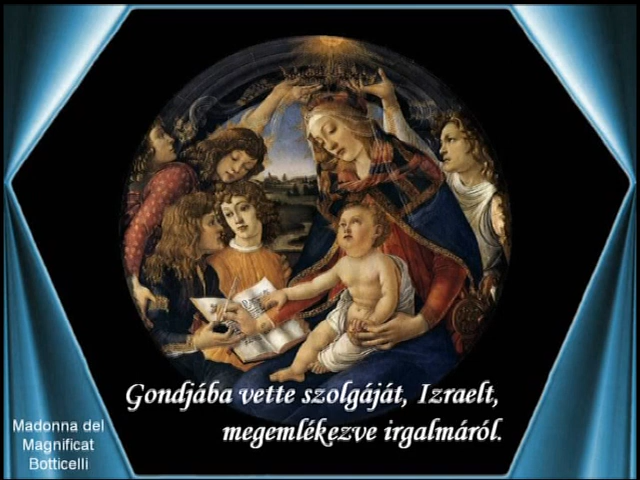 Gondjába vette szolgáját, Izraelt,
megemlékezve irgalmáról.
Madonna del
Magnificat
Botticelli